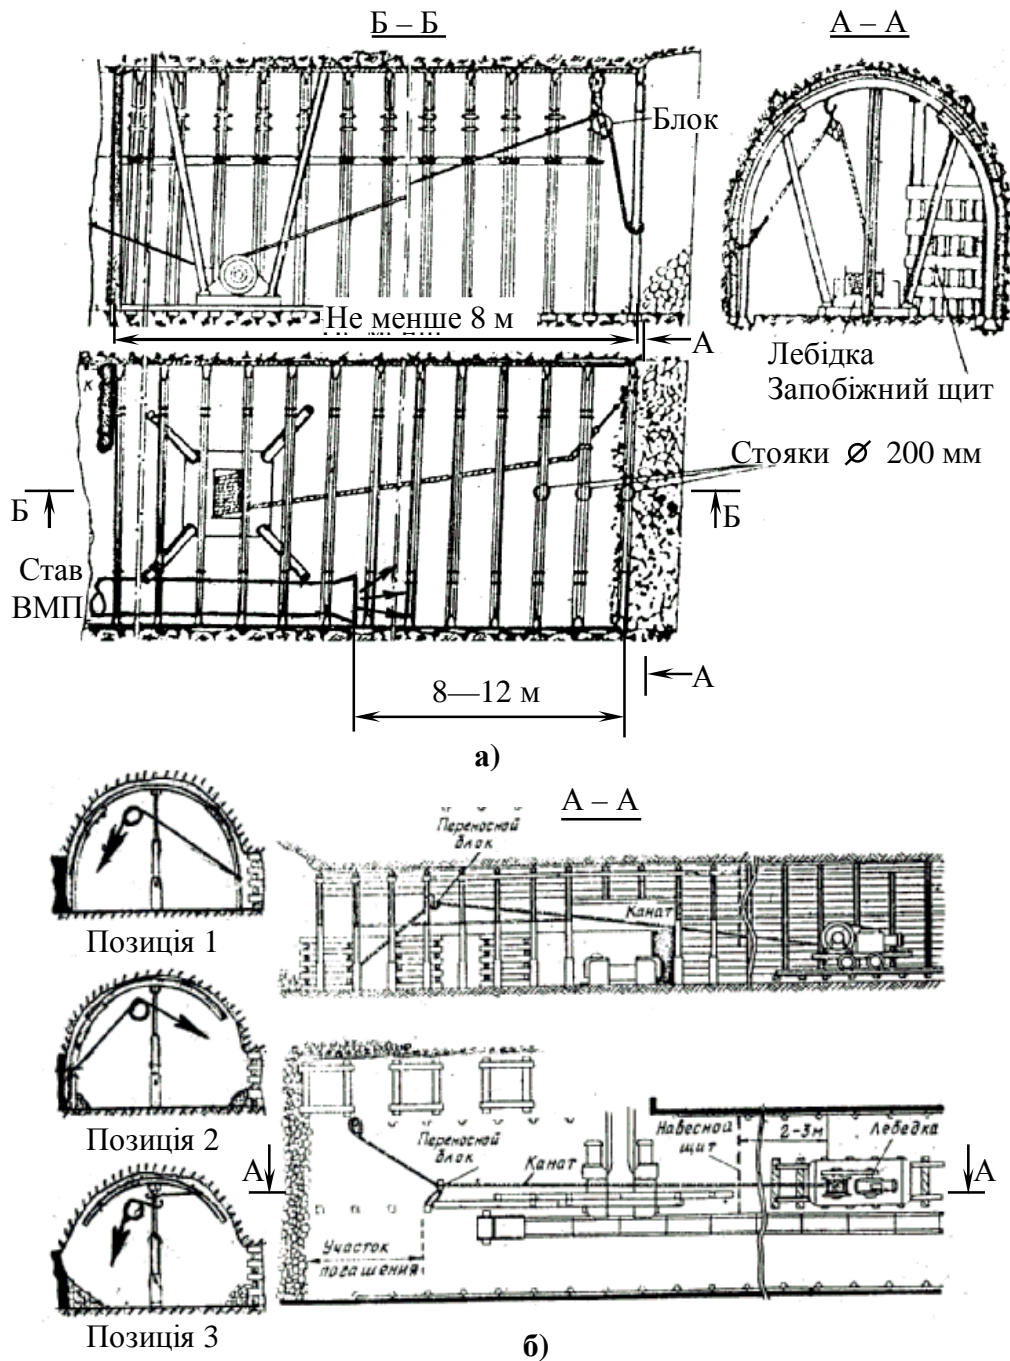 Б – Б
А – А
Блок
Не менше 8 м
А
Лебідка
Запобіжний щит
к
Стояки ⌀ 200 мм
Б
Б
Став
ВМП
8—12 м
А
а)
А – А
Переносной
блок
Канат
Позиція 1
Позиція 2
Переносной
блок
Канат
Навесной
щит
2-3м
Лебедка
А
А
Участок
погашения
Позиція 3
б)